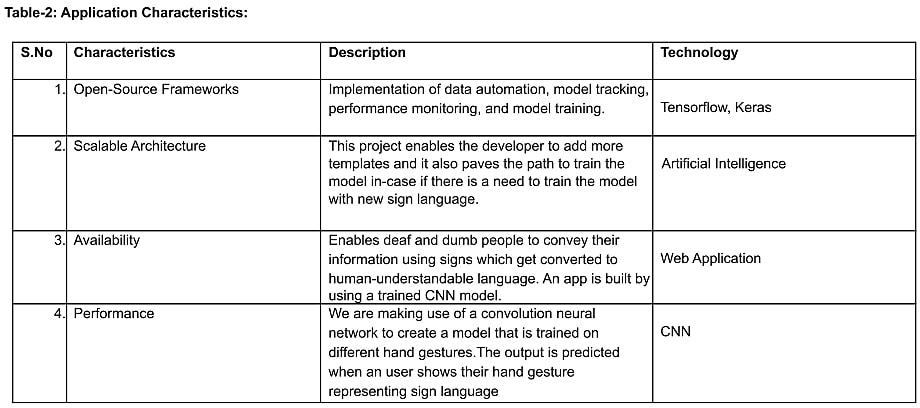 Table-2: Application Characteristics:
S.No Characteristics Description Technology
1. Open-Source Frameworks Implementation of data automation, model tracking,
performance monitoring, and model training.
Tensorflow, Keras
2. Scalable Architecture This project enables the developer to add more
templates and it also paves the path to train the
model in-case if there is a need to train the model
with new sign language.
Artificial Intelligence
3. Availability Enables deaf and dumb people to convey their
information using signs which get converted to
human-understandable language. An app is built by
using a trained CNN model.
Web Application
4. Performance We are making use of a convolution neural
network to create a model that is trained on
different hand gestures.The output is predicted
when an user shows their hand gesture
representing sign language
CNN